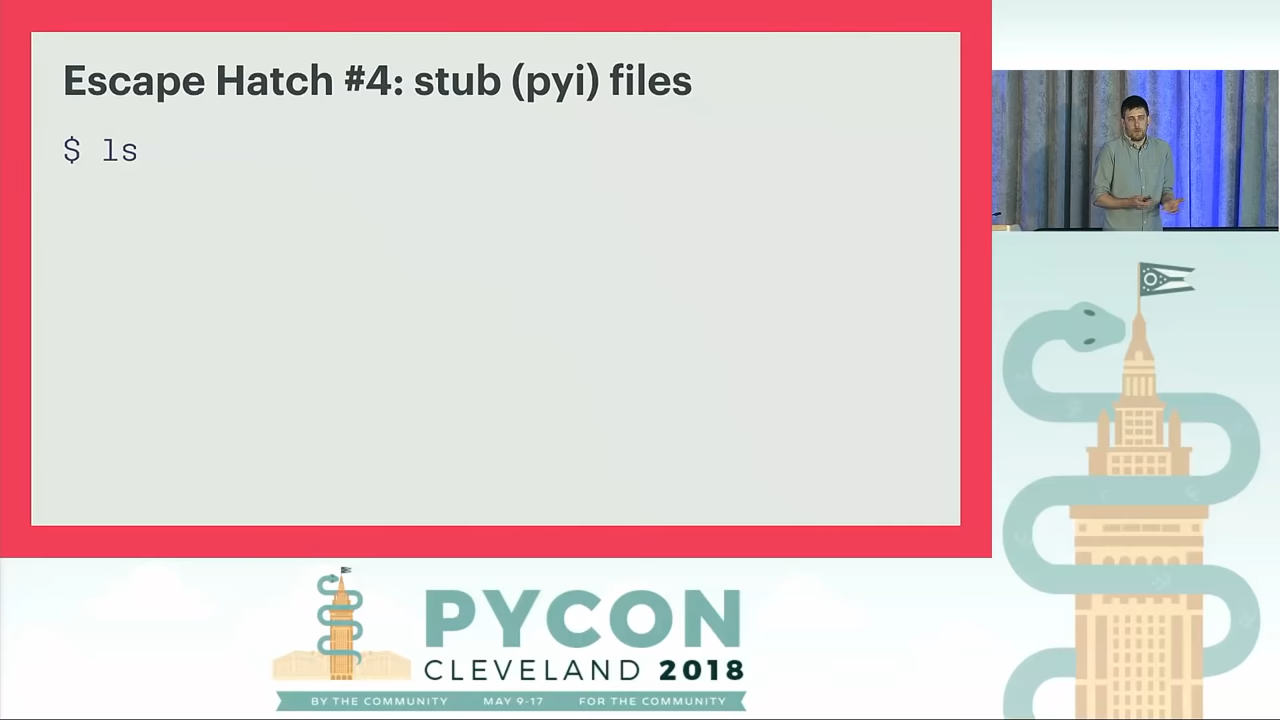 Escape Hatch #4: stub (pyi) files
$ ls
PYCON
CLEVELAND 2018
BY THE COMMUNITY MAY 9-17 FOR THE COMMUNITY